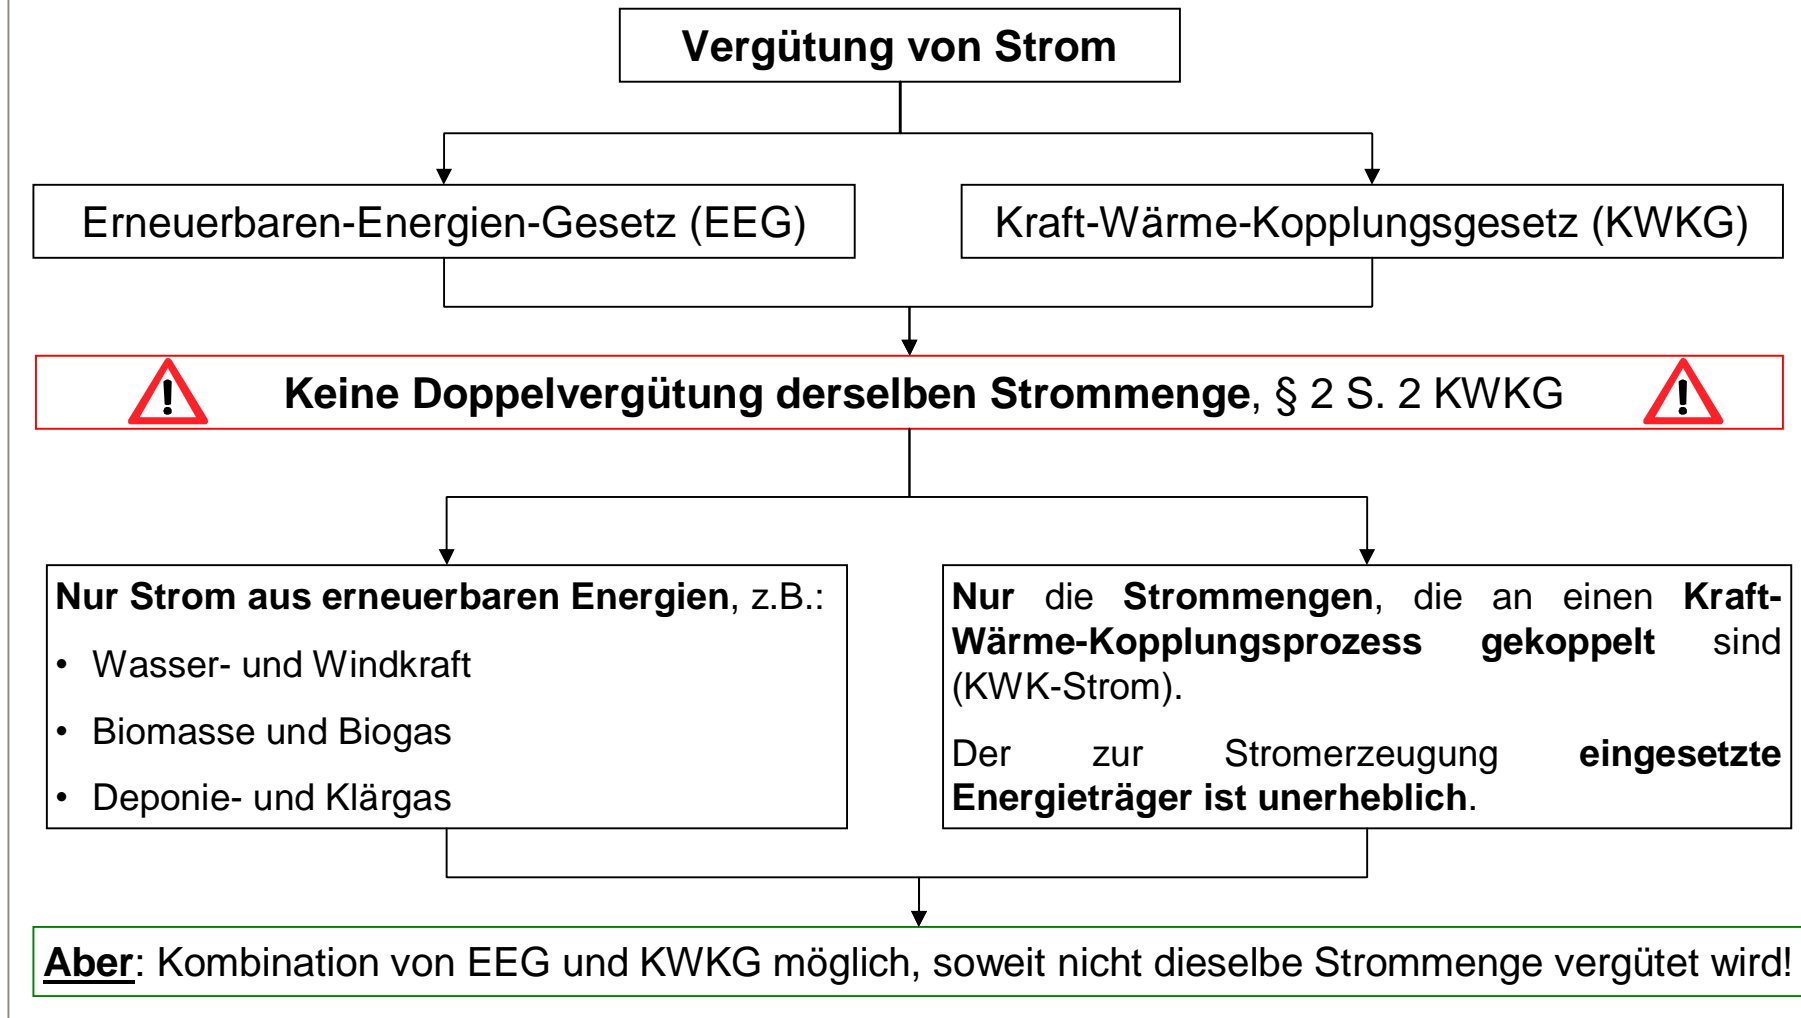 Vergütung von Strom
Erneuerbaren-Energien-Gesetz (EEG)
Kraft-Wärme-Kopplungsgesetz (KWKG)
Keine Doppelvergütung derselben Strommenge, § 2 S. 2 KWKG
Nur Strom aus erneuerbaren Energien, z.B.:
• Wasser- und Windkraft
• Biomasse und Biogas
• Deponie- und Klärgas
Nur die Strommengen, die an einen Kraft-
Wärme-Kopplungsprozess gekoppelt sind
(KWK-Strom).
Der zur Stromerzeugung eingesetzte
Energieträger ist unerheblich.
Aber: Kombination von EEG und KWKG möglich, soweit nicht dieselbe Strommenge vergütet wird!